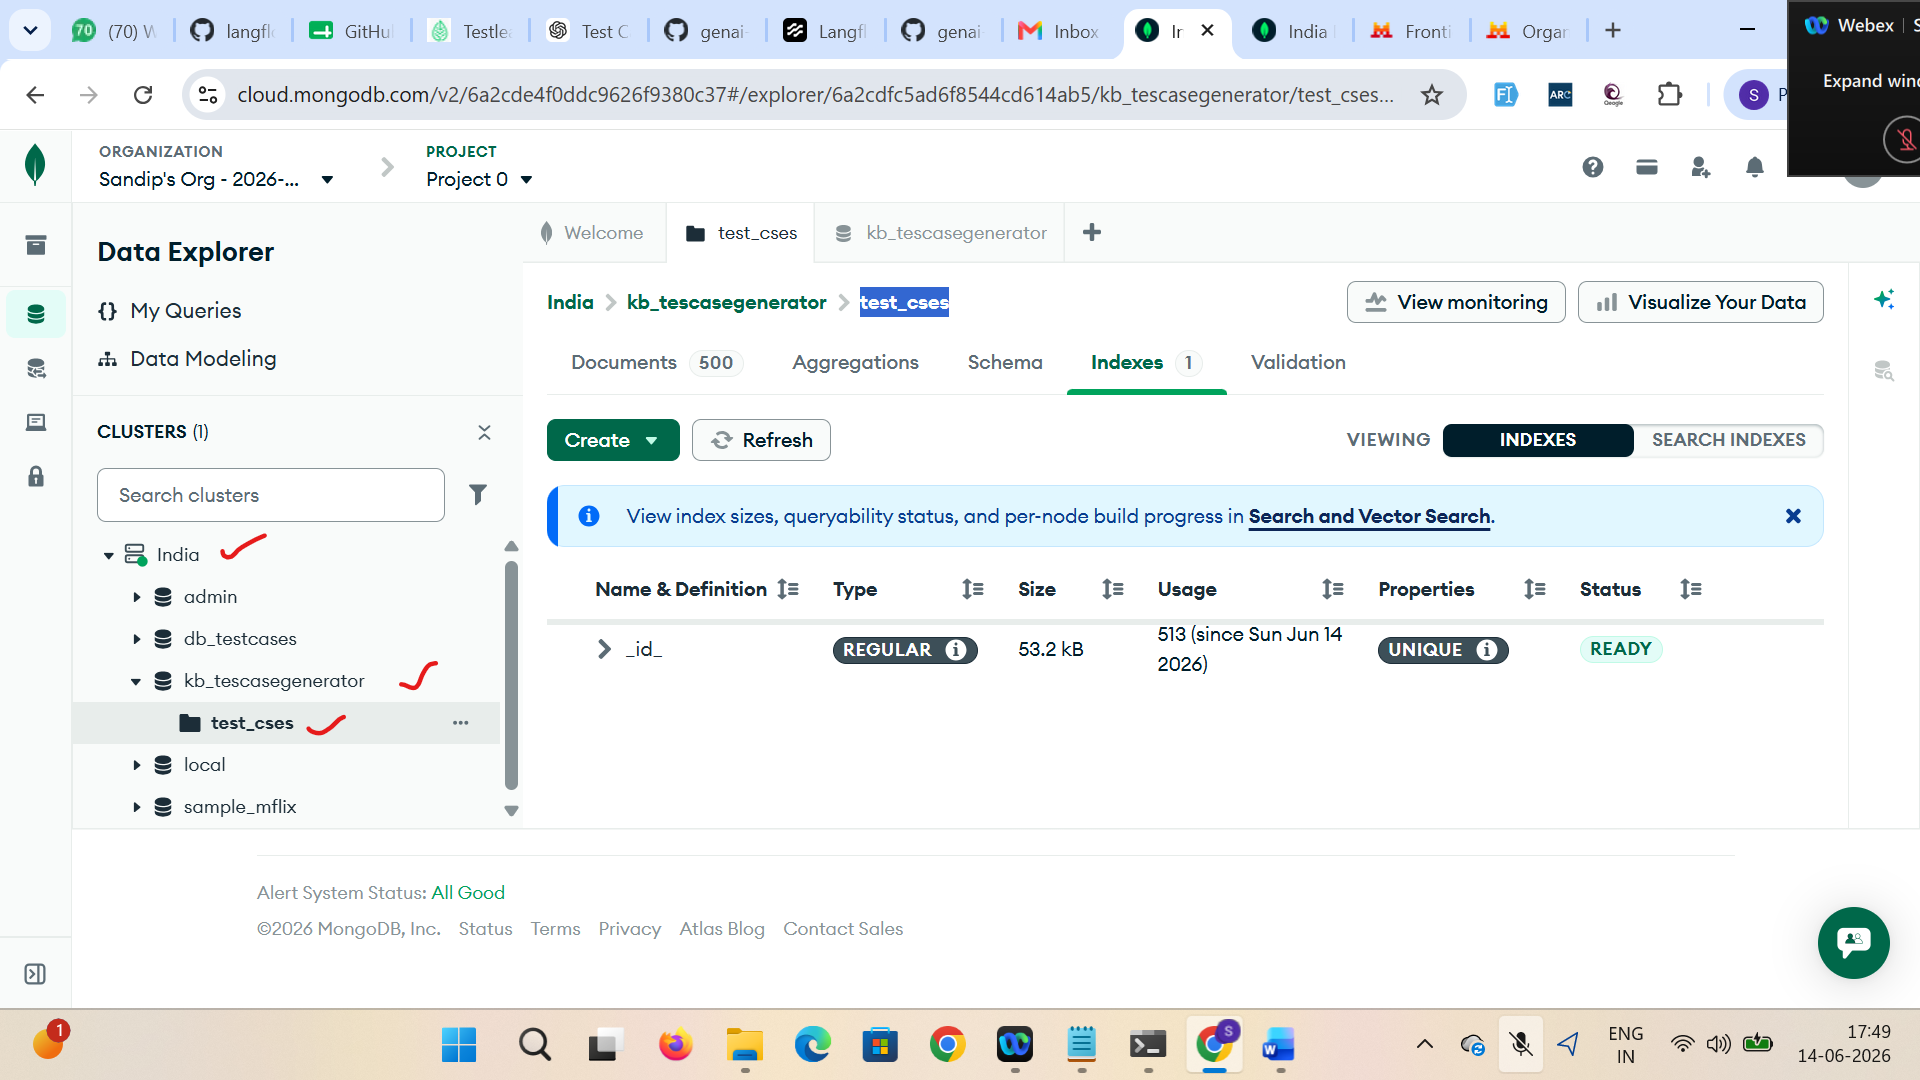 (70) W
langfl
GitHu
Testle
Test C
genai-
Langfl
genai-
Inbox
In
India
Fronti
Organ
Webex | S
Expand wind
cloud.mongodb.com/v2/6a2cde4f0ddc9626f9380c37#/explorer/6a2cdfc5ad6f8544cd614ab5/kb_tescasegenerator/test_cses...
ARC
S P
ORGANIZATION
Sandip's Org - 2026-...
PROJECT
Project 0
Data Explorer
My Queries
Data Modeling
CLUSTERS (1)
Search clusters
India
admin
db_testcases
kb_tescasegenerator
test_cses
local
sample_mflix
Welcome
test_cses
kb_tescasegenerator
India > kb_tescasegenerator > test_cses
View monitoring
Visualize Your Data
Documents 500
Aggregations
Schema
Indexes 1
Validation
Create
Refresh
VIEWING
INDEXES
SEARCH INDEXES
View index sizes, queryability status, and per-node build progress in Search and Vector Search.
Name & Definition
Type
Size
Usage
Properties
Status
_id_
REGULAR
53.2 kB
513 (since Sun Jun 14
2026)
UNIQUE
READY
Alert System Status: All Good
©2026 MongoDB, Inc. Status Terms Privacy Atlas Blog Contact Sales
1
ENG
IN
17:49
14-06-2026